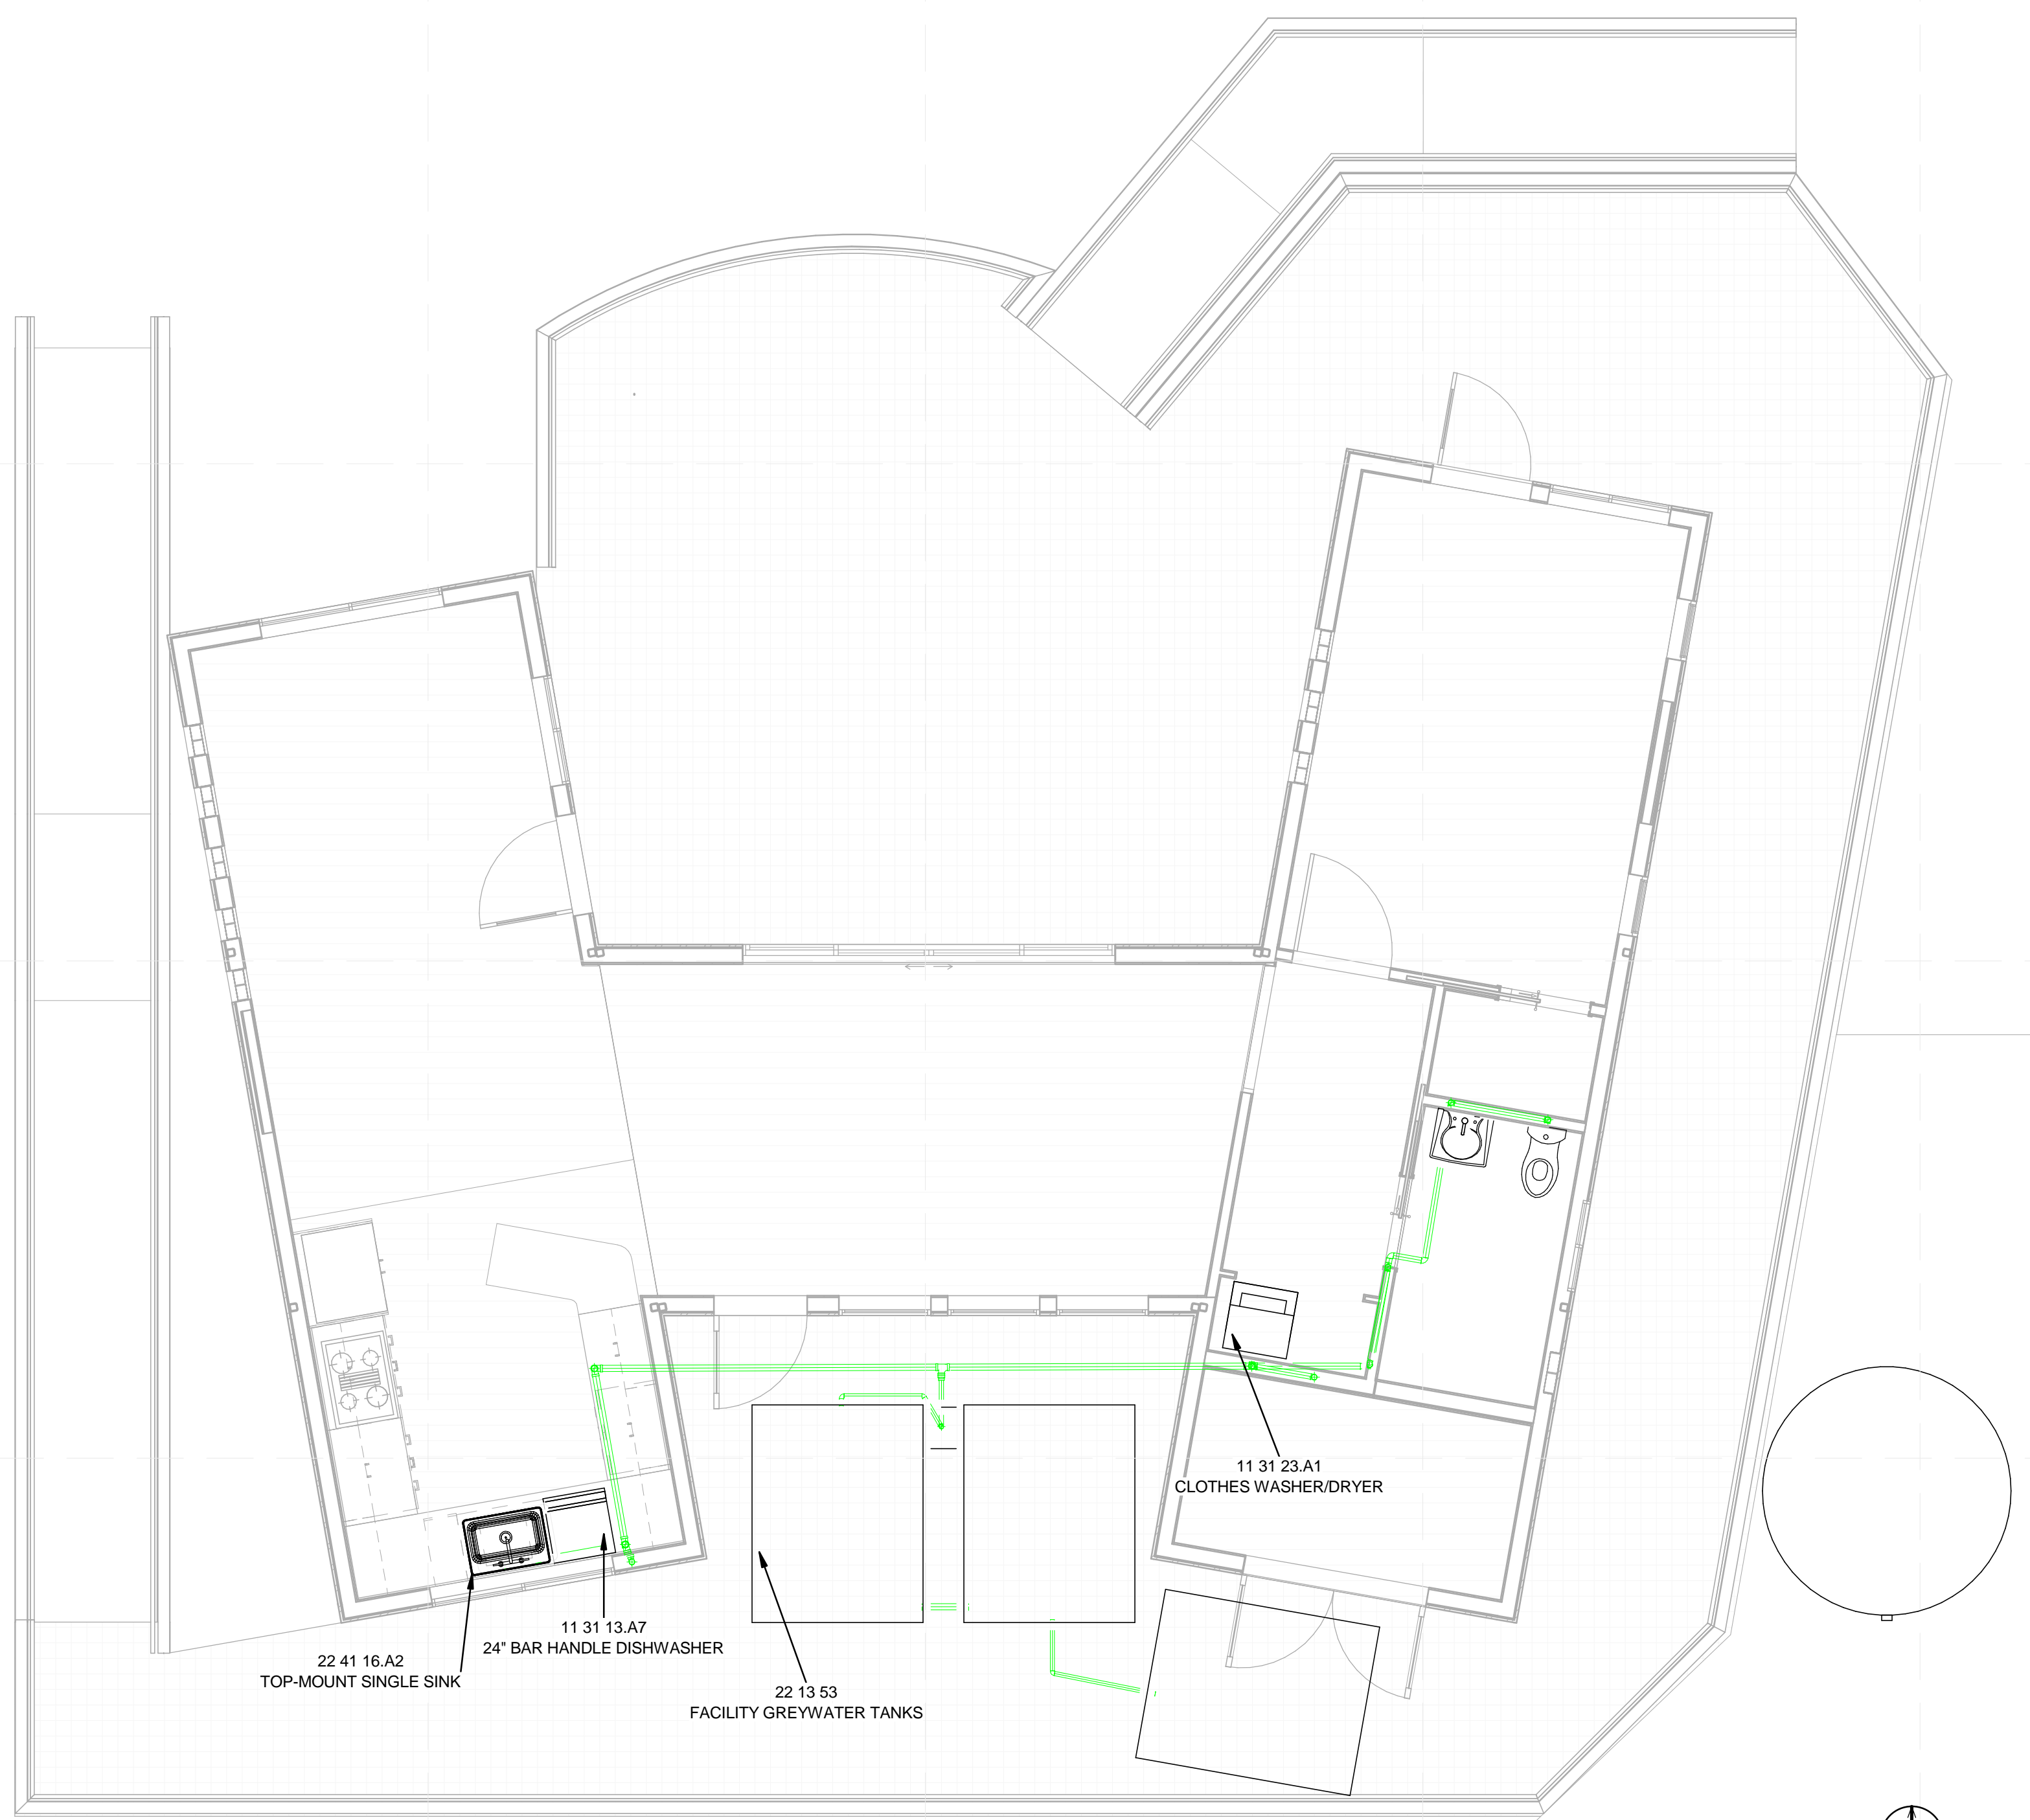 11 31 23.A1
CLOTHES WASHER/DRYER
11 31 13.A7
24" BAR HANDLE DISHWASHER
22 41 16.A2
TOP-MOUNT SINGLE SINK
22 13 53
FACILITY GREYWATER TANKS